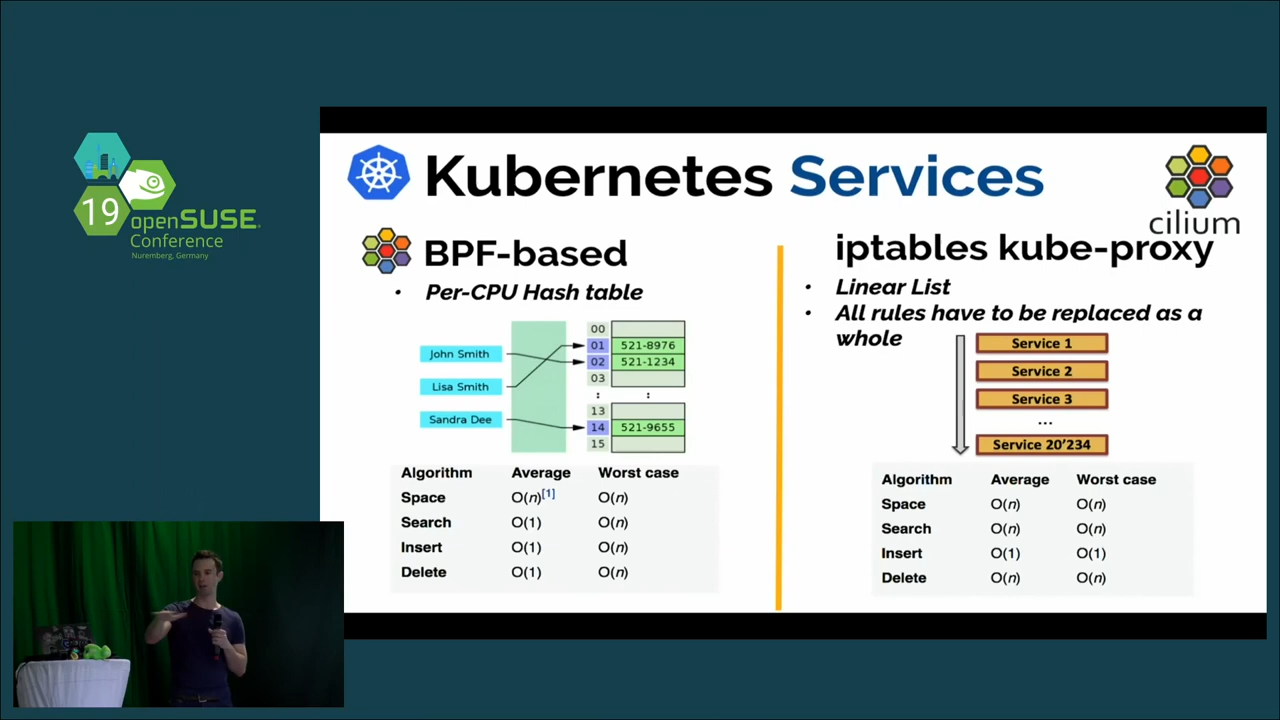 19
openSUSE
Conference
Nuremberg, Germany
Kubernetes Services
cilium
BPF-based
• Per-CPU Hash table
John Smith
Lisa Smith
Sandra Dee
00
01 521-8976
02 521-1234
03
: :
13
14 521-9655
15
Algorithm Average Worst case
Space O(n)[1] O(n)
Search O(1) O(n)
Insert O(1) O(n)
Delete O(1) O(n)
iptables kube-proxy
• Linear List
• All rules have to be replaced as a
whole
Service 1
Service 2
Service 3
...
Service 20’234
Algorithm Average Worst case
Space O(n) O(n)
Search O(n) O(n)
Insert O(1) O(1)
Delete O(n) O(n)